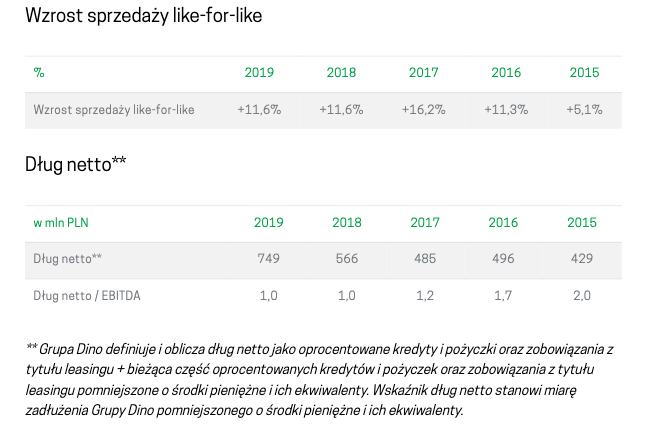 Wzrost sprzedaży like-for-like
% 2019 2018 2017 2016 2015
Wzrost sprzedaży like-for-like +11,6% +11,6% +16,2% +11,3% +5,1%
Dług netto**
w mln PLN 2019 2018 2017 2016 2015
Dług netto** 749 566 485 496 429
Dług netto / EBITDA 1,0 1,0 1,2 1,7 2,0
** Grupa Dino definiuje i oblicza dług netto jako oprocentowane kredyty i pożyczki oraz zobowiązania z
tytułu leasingu + bieżąca część oprocentowanych kredytów i pożyczek oraz zobowiązania z tytułu
leasingu pomniejszone o środki pieniężne i ich ekwiwalenty. Wskaźnik dług netto stanowi miarę
zadłużenia Grupy Dino pomniejszonego o środki pieniężne i ich ekwiwalenty.